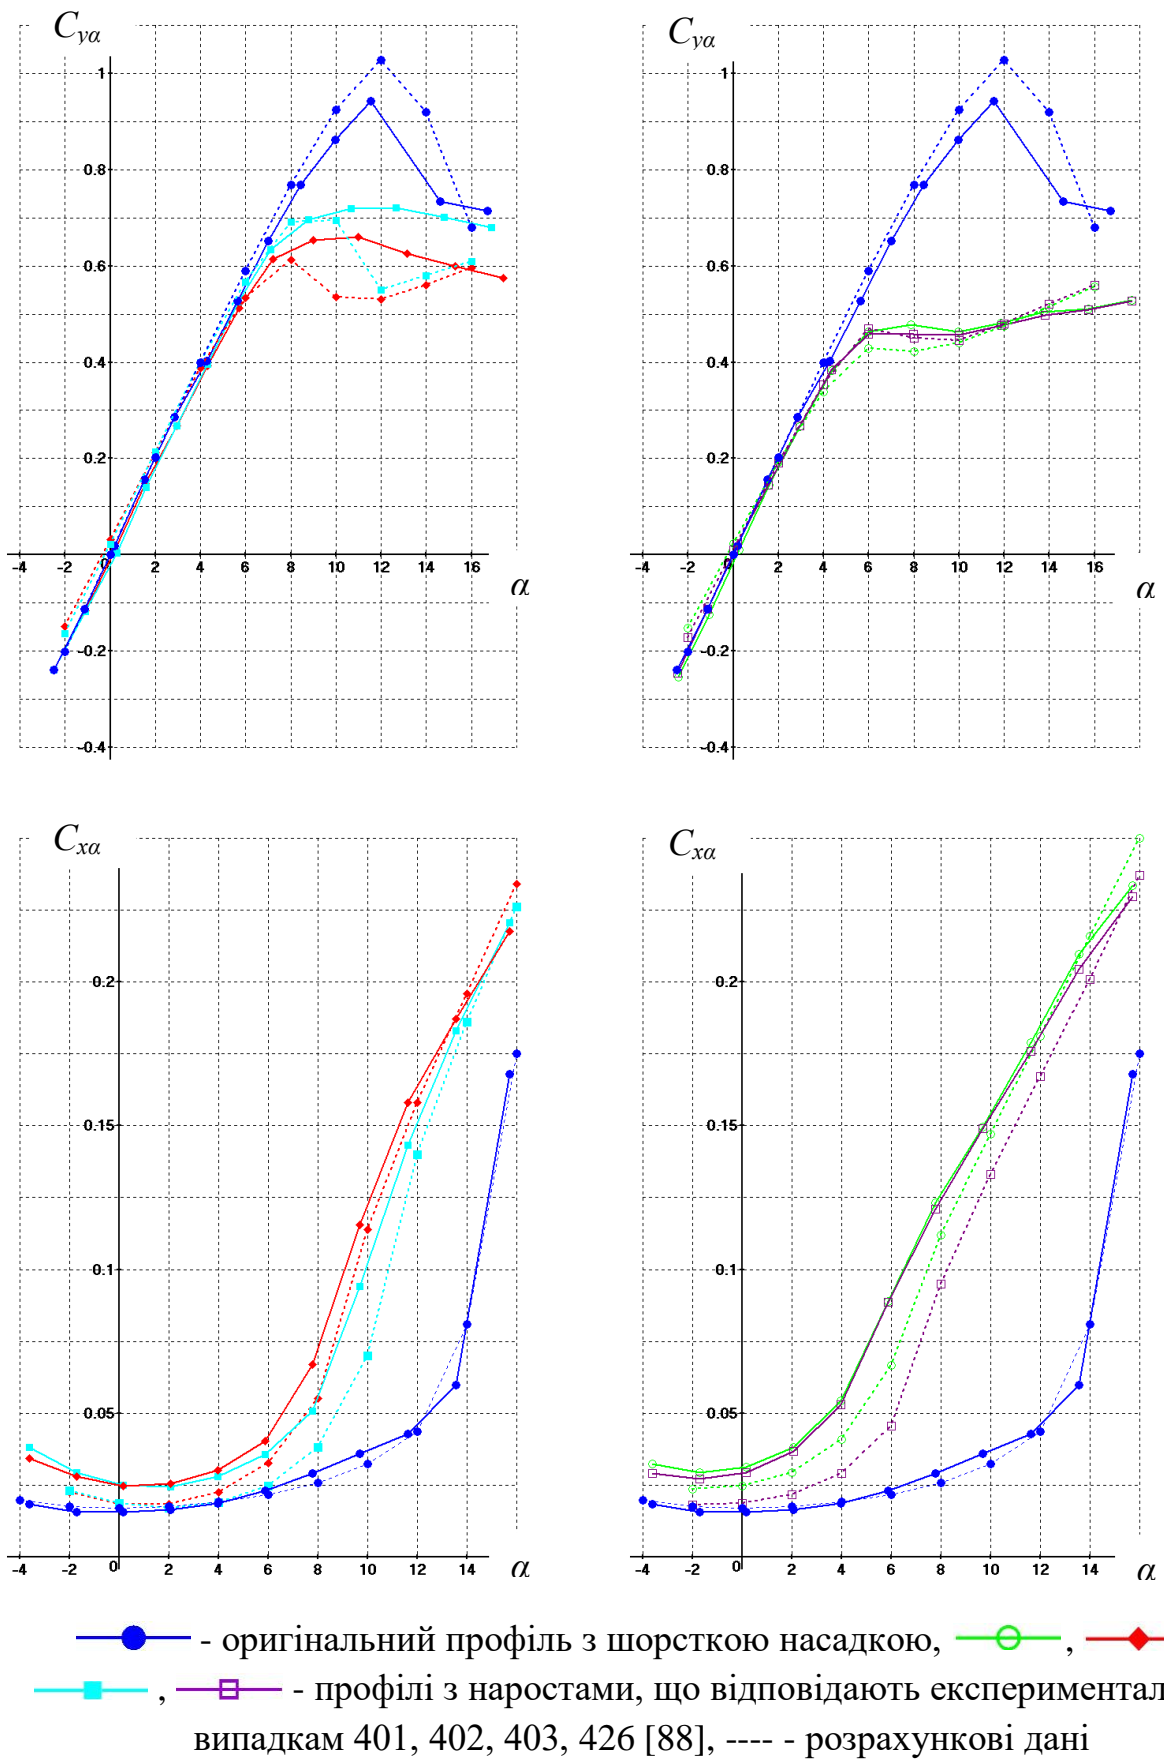 Cyα Cyα
1 1
0.8 0.8
0.6 0.6
0.4 0.4
0.2 0.2
-4 -2 0 2 4 6 8 10 12 14 16 α -4 -2 0 2 4 6 8 10 12 14 16 α
-0.2 -0.2
-0.4 -0.4
Cxα Cxα
0.2 0.2
0.15 0.15
0.1 0.1
0.05 0.05
-4 -2 0 2 4 6 8 10 12 14 α -4 -2 0 2 4 6 8 10 12 14 α
- оригінальний профіль з шорсткою насадкою, ,
, - профілі з наростами, що відповідають експериментал
випадкам 401, 402, 403, 426 [88], ---- - розрахункові дані